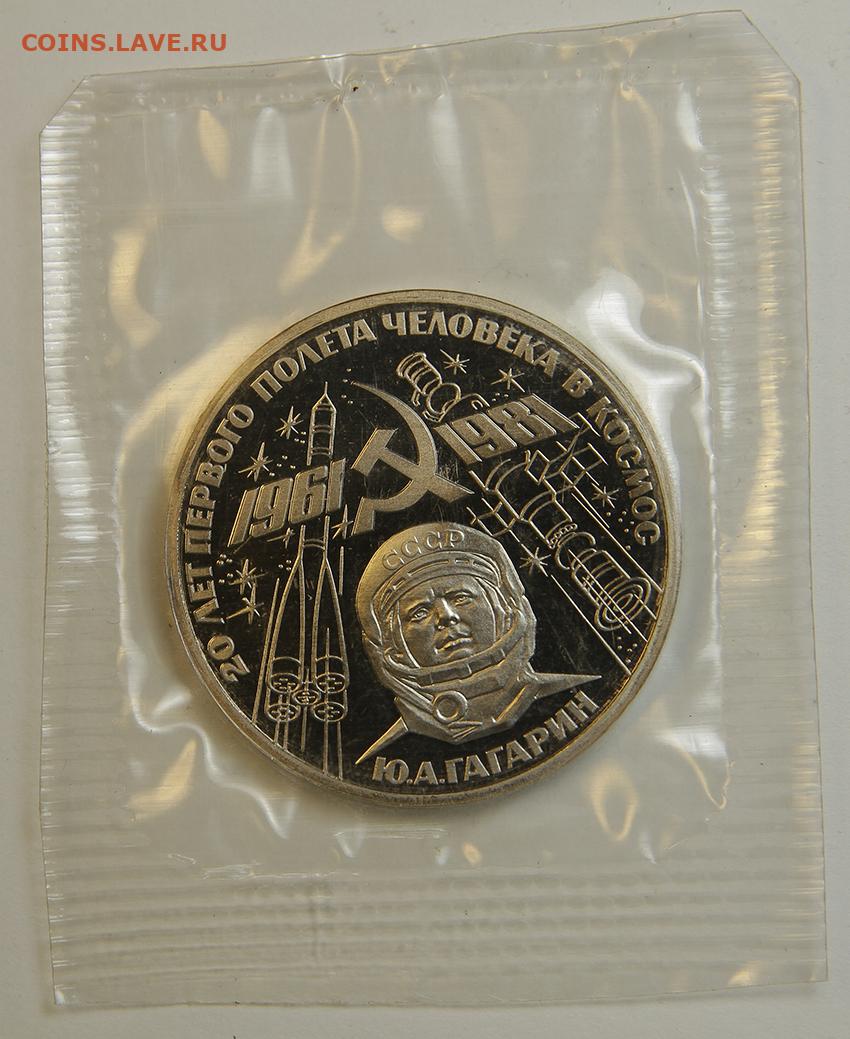 COINS.LAVE.RU
20 ЛЕТ ПЕРВОГО ПОЛЕТА ЧЕЛОВЕКА В КОСМОС
1961
1981
СССР
Ю.А.ГАГАРИН